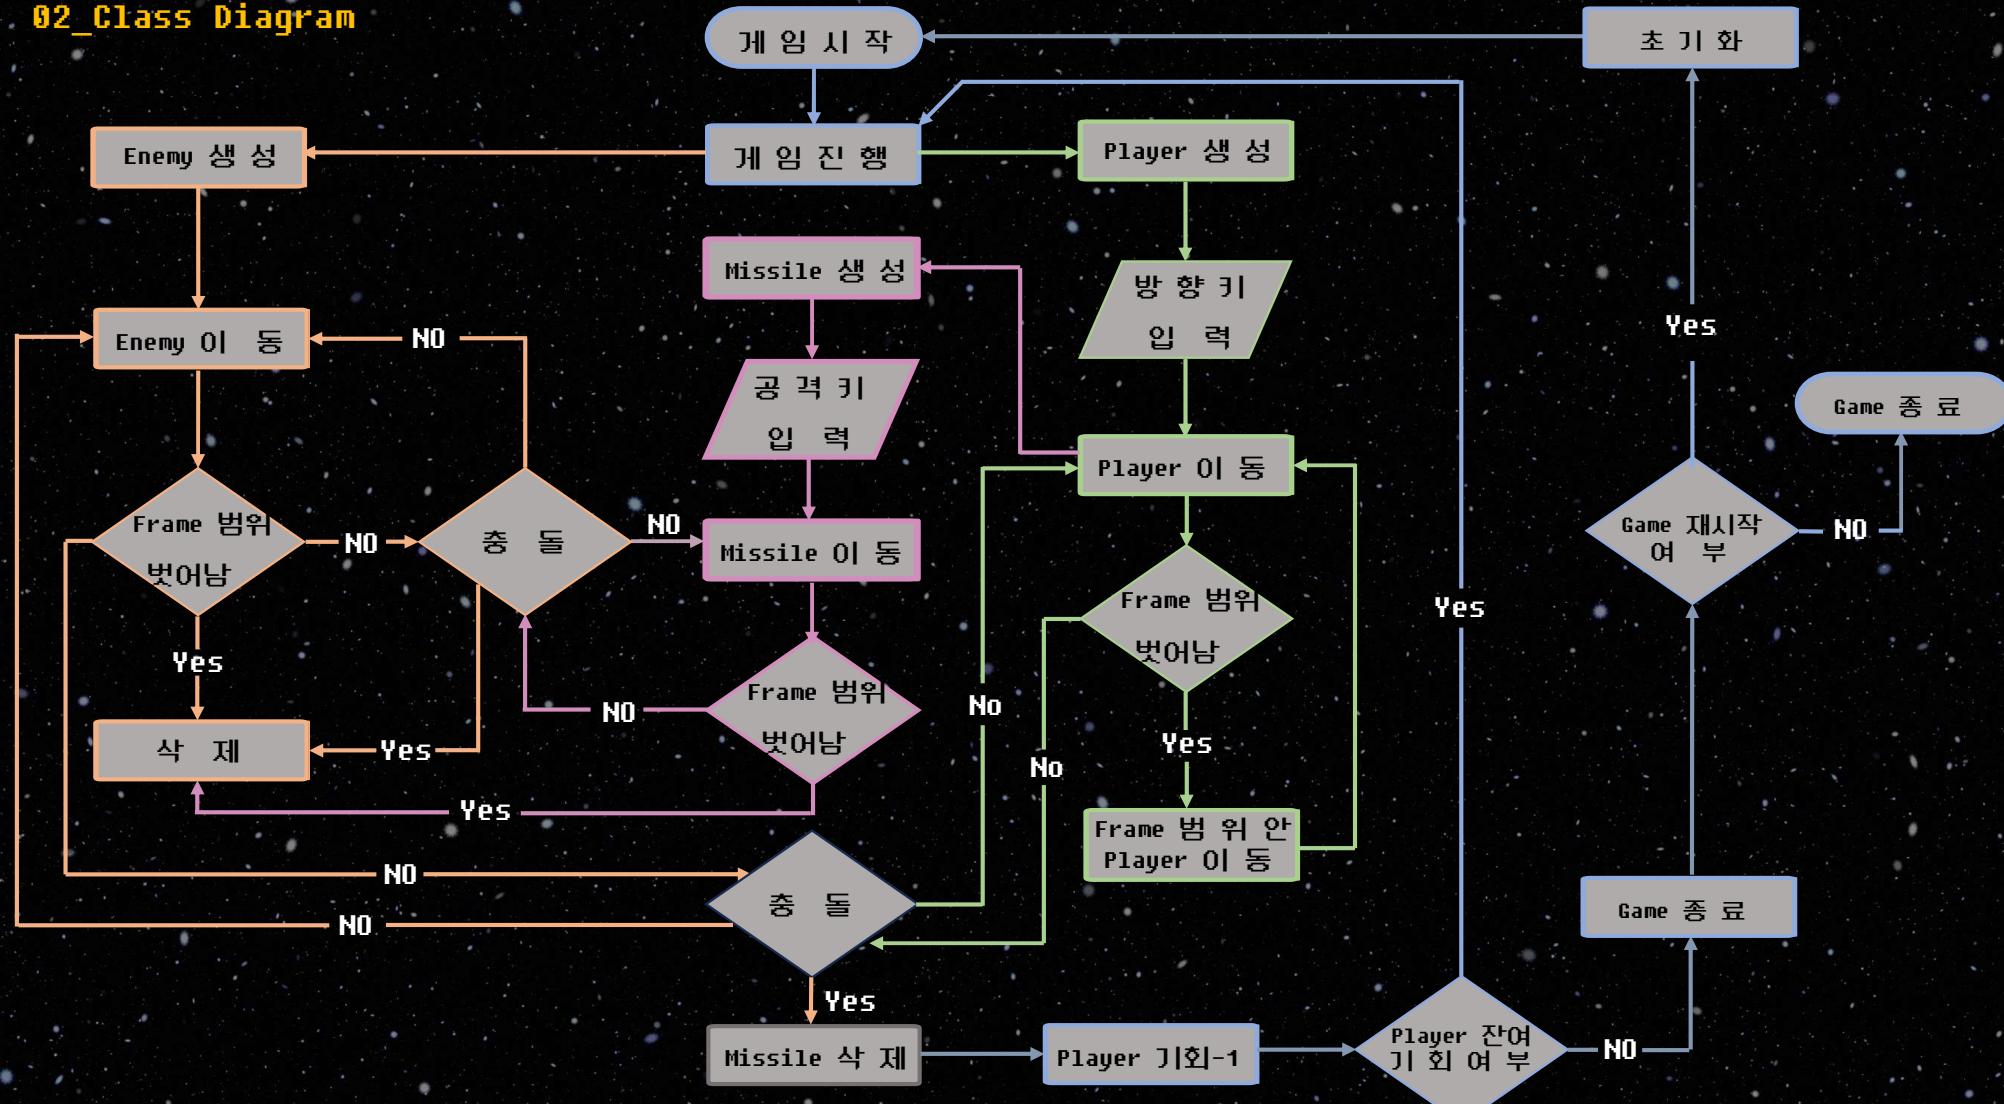 02_Class Diagram
게 임 시 작
초 기 화
Enemy 생 성
게 임 진 행
Player 생 성
Missile 생 성
방 향 키
입 력
Yes
Enemy 이 동
NO
공 격 키
입 력
Game 종 료
Player 이 동
Frame 범위
벗어남
NO
충 돌
NO
Missile 이 동
Game 재시작
여 부
NO
Frame 범위
벗어남
Yes
Yes
Frame 범위
벗어남
NO
No
Yes
No
삭 제
Yes
Yes
Frame 범 위 안
Player 이 동
NO
충 돌
NO
Game 종 료
Yes
Missile 삭 제
Player 기회-1
Player 잔여
기 회 여 부
NO